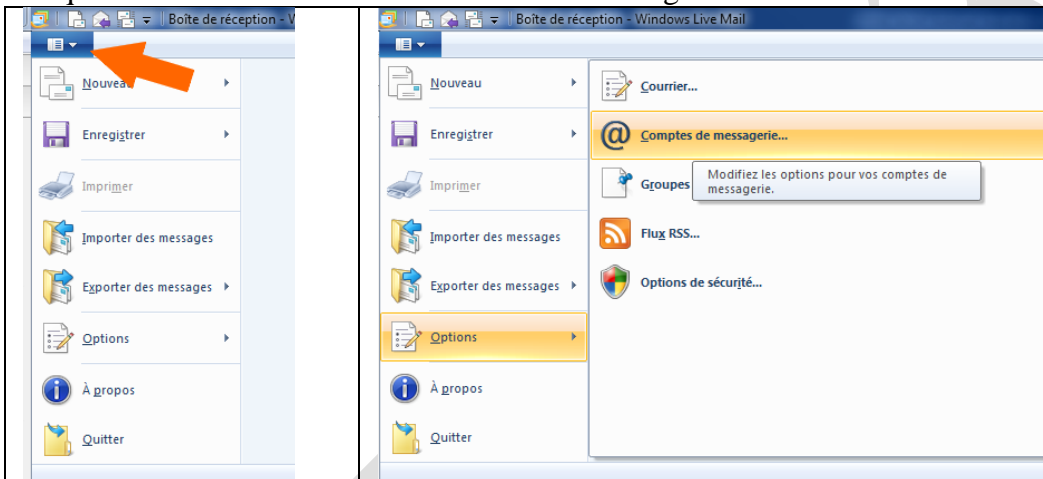 Boîte de réception - W
Nouveau
Enregistrer
Imprimer
Importer des messages
Exporter des messages
Options
À propos
Quitter
Boîte de réception - Windows Live Mail
Nouveau
Enregistrer
Imprimer
Importer des messages
Exporter des messages
Options
À propos
Quitter
Courrier...
Comptes de messagerie...
Groupes
Modifiez les options pour vos comptes de
messagerie.
Flux RSS...
Options de sécurité...